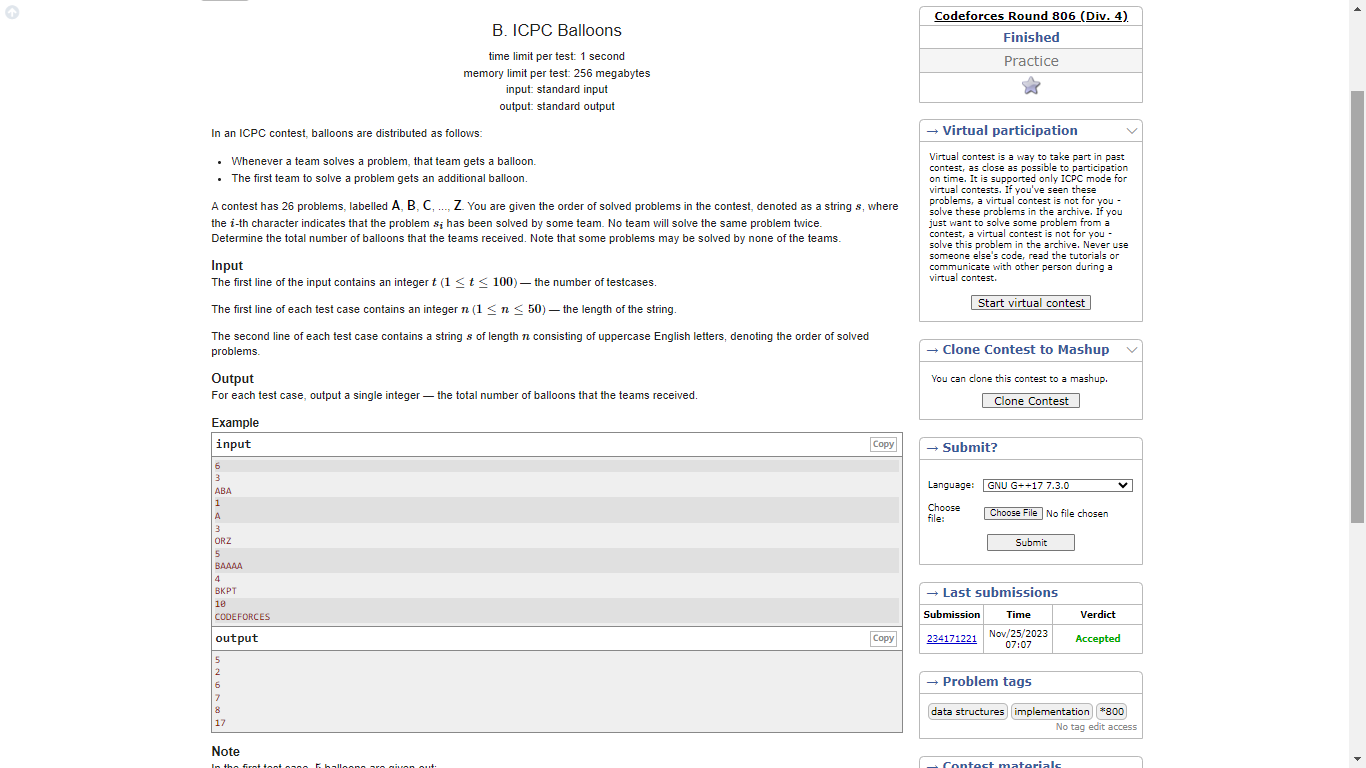 B. ICPC Balloons
time limit per test: 1 second
memory limit per test: 256 megabytes
input: standard input
output: standard output
In an ICPC contest, balloons are distributed as follows:
• Whenever a team solves a problem, that team gets a balloon.
• The first team to solve a problem gets an additional balloon.
A contest has 26 problems, labelled A, B, C, ..., Z. You are given the order of solved problems in the contest, denoted as a string s, where
the i-th character indicates that the problem sᵢ has been solved by some team. No team will solve the same problem twice.
Determine the total number of balloons that the teams received. Note that some problems may be solved by none of the teams.
Input
The first line of the input contains an integer t (1 ≤ t ≤ 100) — the number of testcases.
The first line of each test case contains an integer n (1 ≤ n ≤ 50) — the length of the string.
The second line of each test case contains a string s of length n consisting of uppercase English letters, denoting the order of solved
problems.
Output
For each test case, output a single integer — the total number of balloons that the teams received.
Example
input
Copy
6
3
ABA
1
A
3
ORZ
5
BAAAA
4
BKPT
10
CODEFORCES
output
Copy
5
2
6
7
8
17
Note
In the first test case, 5 balloons are given out:
Codeforces Round 806 (Div. 4)
Finished
Practice
→ Virtual participation
Virtual contest is a way to take part in past
contest, as close as possible to participation
on time. It is supported only ICPC mode for
virtual contests. If you've seen these
problems, a virtual contest is not for you -
solve these problems in the archive. If you
just want to solve some problem from a
contest, a virtual contest is not for you -
solve this problem in the archive. Never use
someone else's code, read the tutorials or
communicate with other person during a
virtual contest.
Start virtual contest
→ Clone Contest to Mashup
You can clone this contest to a mashup.
Clone Contest
→ Submit?
Language: GNU G++17 7.3.0
Choose
file: Choose File No file chosen
Submit
→ Last submissions
Submission Time Verdict
234171221 Nov/25/2023
07:07 Accepted
→ Problem tags
data structures implementation *800
No tag edit access
→ Contest materials